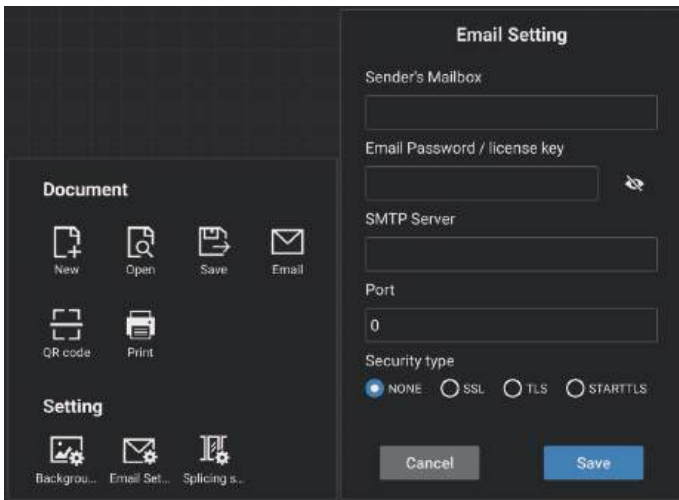 Document
New Open Save Email
QR code Print
Setting
Backgrou... Email Set... Splicing s...
Email Setting
Sender's Mailbox
Email Password / license key
SMTP Server
Port
0
Security type
NONE SSL TLS STARTTLS
Cancel Save